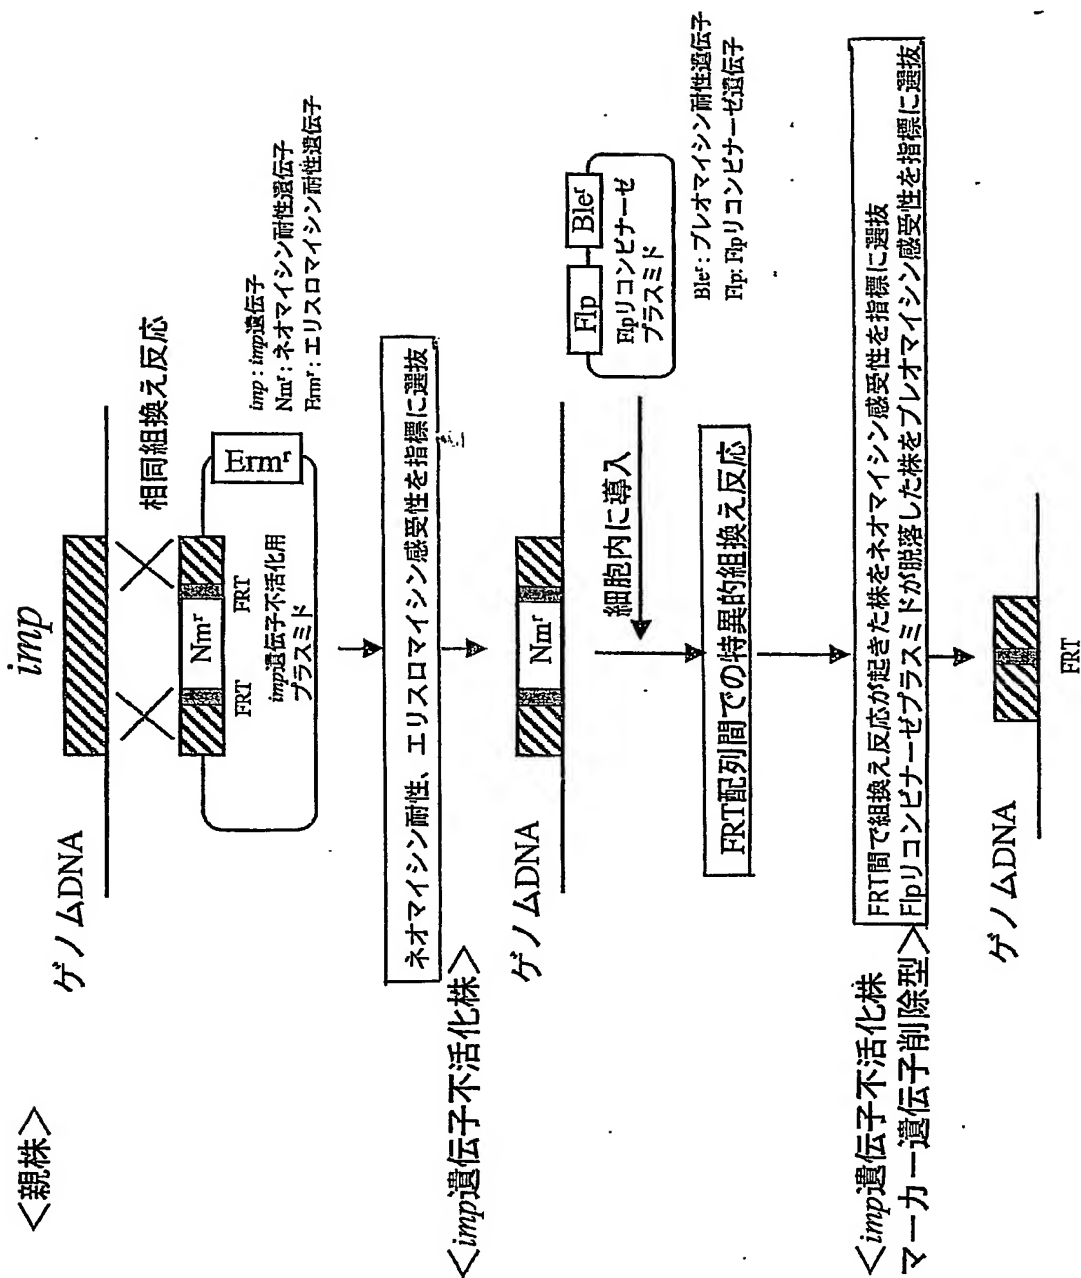 <親株>
imp
ゲノムDNA
相同組換え反応
Nmʳ
FRT
FRT
imp遺伝子不活化用
プラスミド
Ermʳ
imp : imp遺伝子
Nmʳ : ネオマイシン耐性遺伝子
Ermʳ : エリスロマイシン耐性遺伝子
ネオマイシン耐性、エリスロマイシン感受性を指標に選抜
<imp遺伝子不活化株>
ゲノムDNA
Nmʳ
細胞内に導入
Flp
Bleʳ
Flpリコンビナーゼ
プラスミド
Bleʳ : ブレオマイシン耐性遺伝子
Flp: Flpリコンビナーゼ遺伝子
FRT配列間での特異的組換え反応
FRT間で組換え反応が起きた株をネオマイシン感受性を指標に選抜
Flpリコンビナーゼプラスミドが脱落した株をブレオマイシン感受性を指標に選抜
<imp遺伝子不活化株
マーカー遺伝子削除型>
ゲノムDNA
FRT